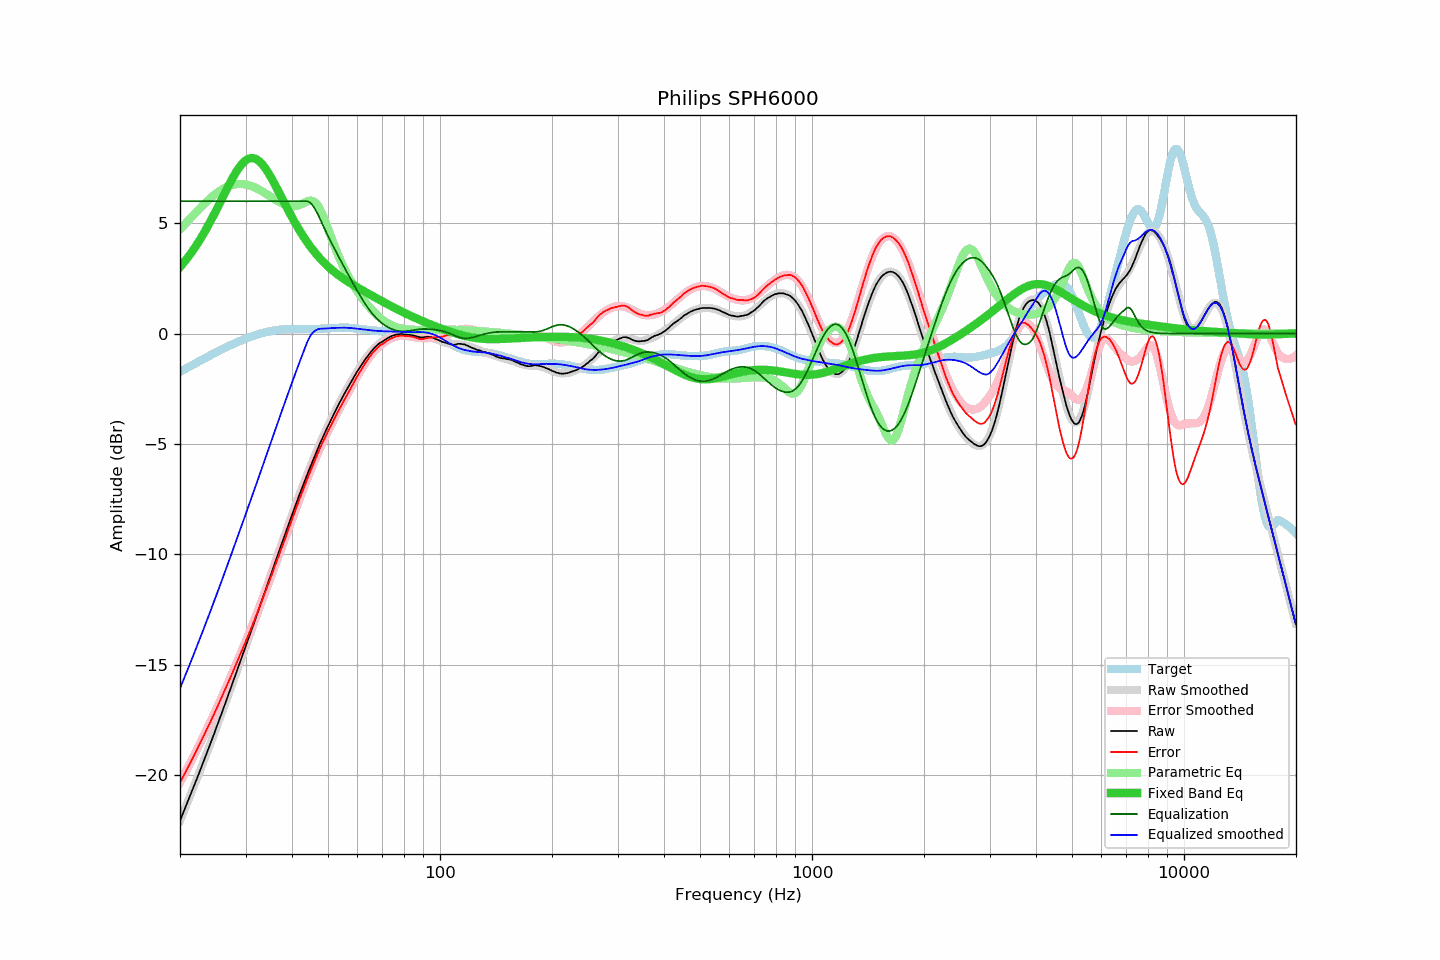 Philips SPH6000
Amplitude (dBr)
5
0
−5
−10
−15
−20
100
1000
10000
Frequency (Hz)
Target
Raw Smoothed
Error Smoothed
Raw
Error
Parametric Eq
Fixed Band Eq
Equalization
Equalized smoothed